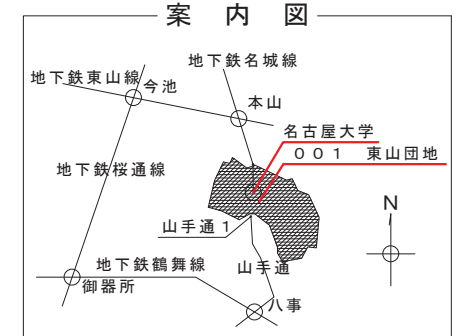 案内図
地下鉄名城線
地下鉄東山線
今池
本山
名古屋大学
001 東山団地
地下鉄桜通線
山手通1
N
地下鉄鶴舞線
山手通
御器所
八事